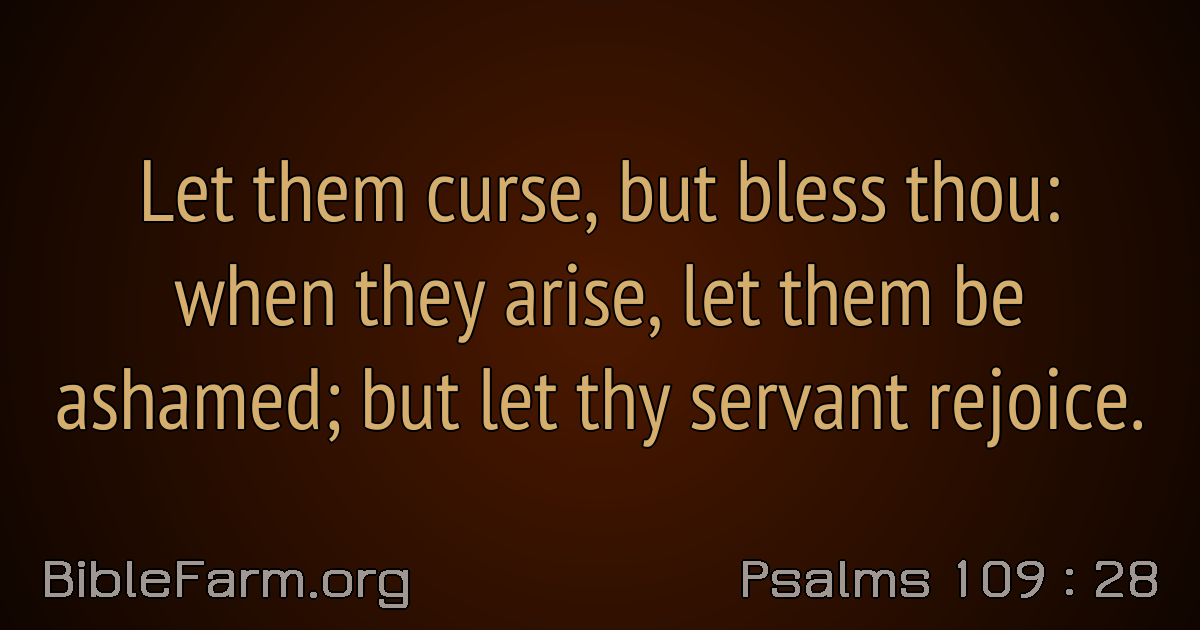 Let them curse, but bless thou:
when they arise, let them be
ashamed; but let thy servant rejoice.
BibleFarm.org
Psalms 109 : 28